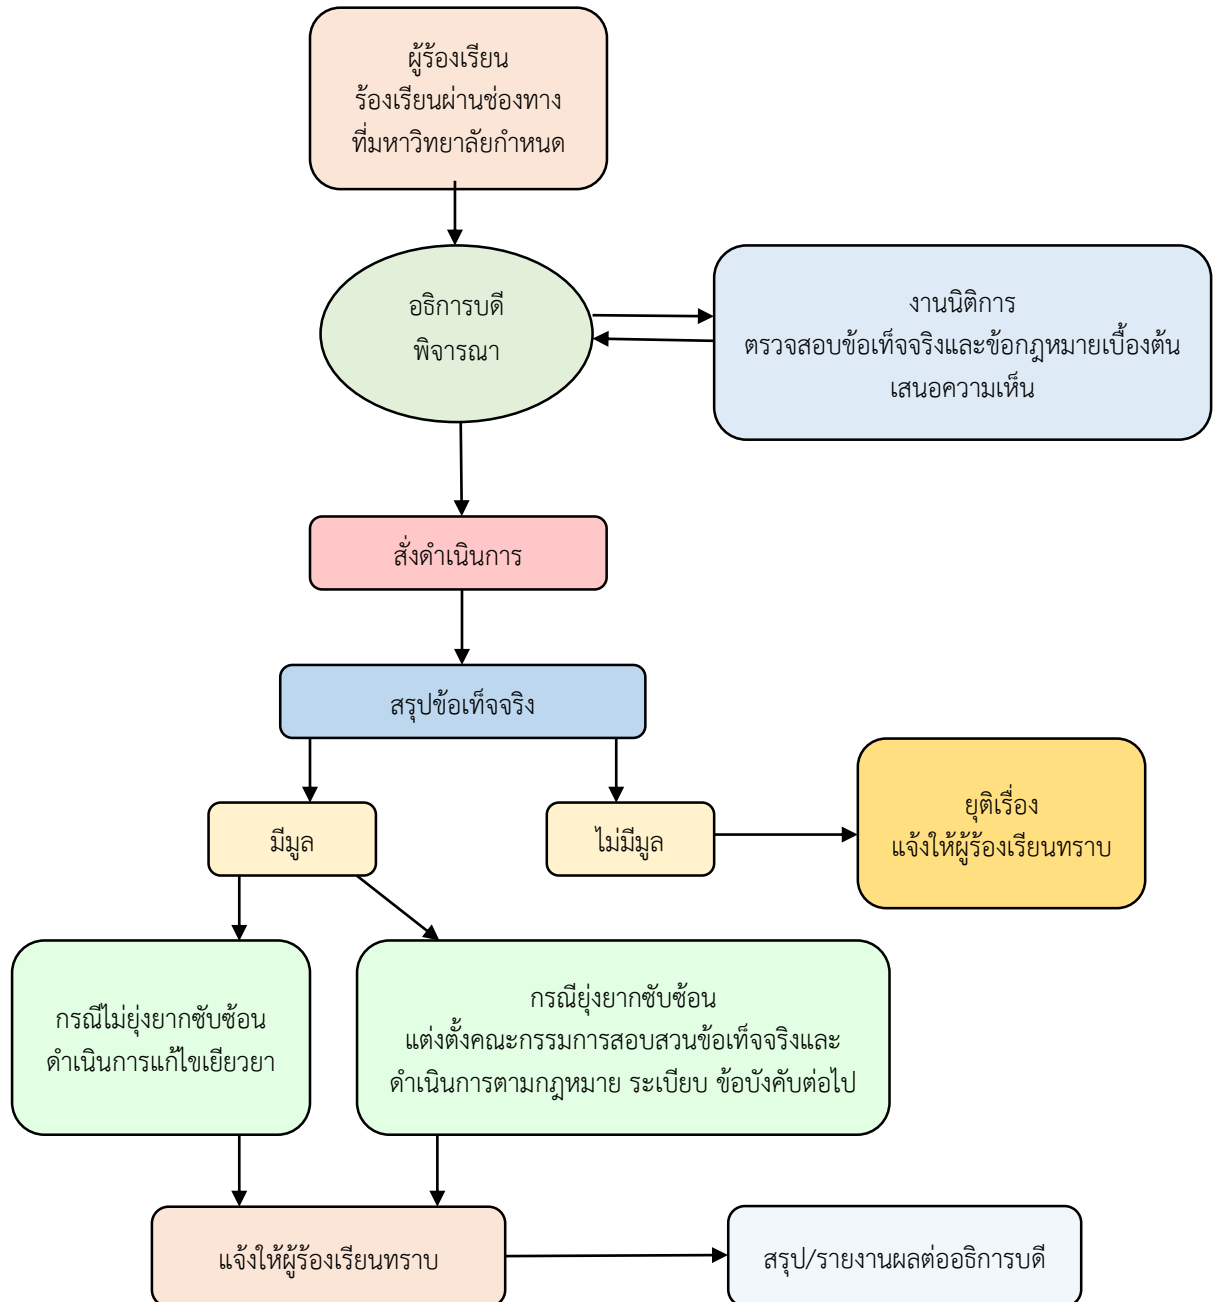 ผู้ร้องเรียน
ร้องเรียนผ่านช่องทาง
ที่มหาวิทยาลัยกำหนด
อธิการบดี
พิจารณา
งานนิติการ
ตรวจสอบข้อเท็จจริงและข้อกฎหมายเบื้องต้น
เสนอความเห็น
สั่งดำเนินการ
สรุปข้อเท็จจริง
มีมูล
ไม่มีมูล
ยุติเรื่อง
แจ้งให้ผู้ร้องเรียนทราบ
กรณีไม่ยุ่งยากซับซ้อน
ดำเนินการแก้ไขเยียวยา
กรณียุ่งยากซับซ้อน
แต่งตั้งคณะกรรมการสอบสวนข้อเท็จจริงและ
ดำเนินการตามกฎหมาย ระเบียบ ข้อบังคับต่อไป
แจ้งให้ผู้ร้องเรียนทราบ
สรุป/รายงานผลต่ออธิการบดี